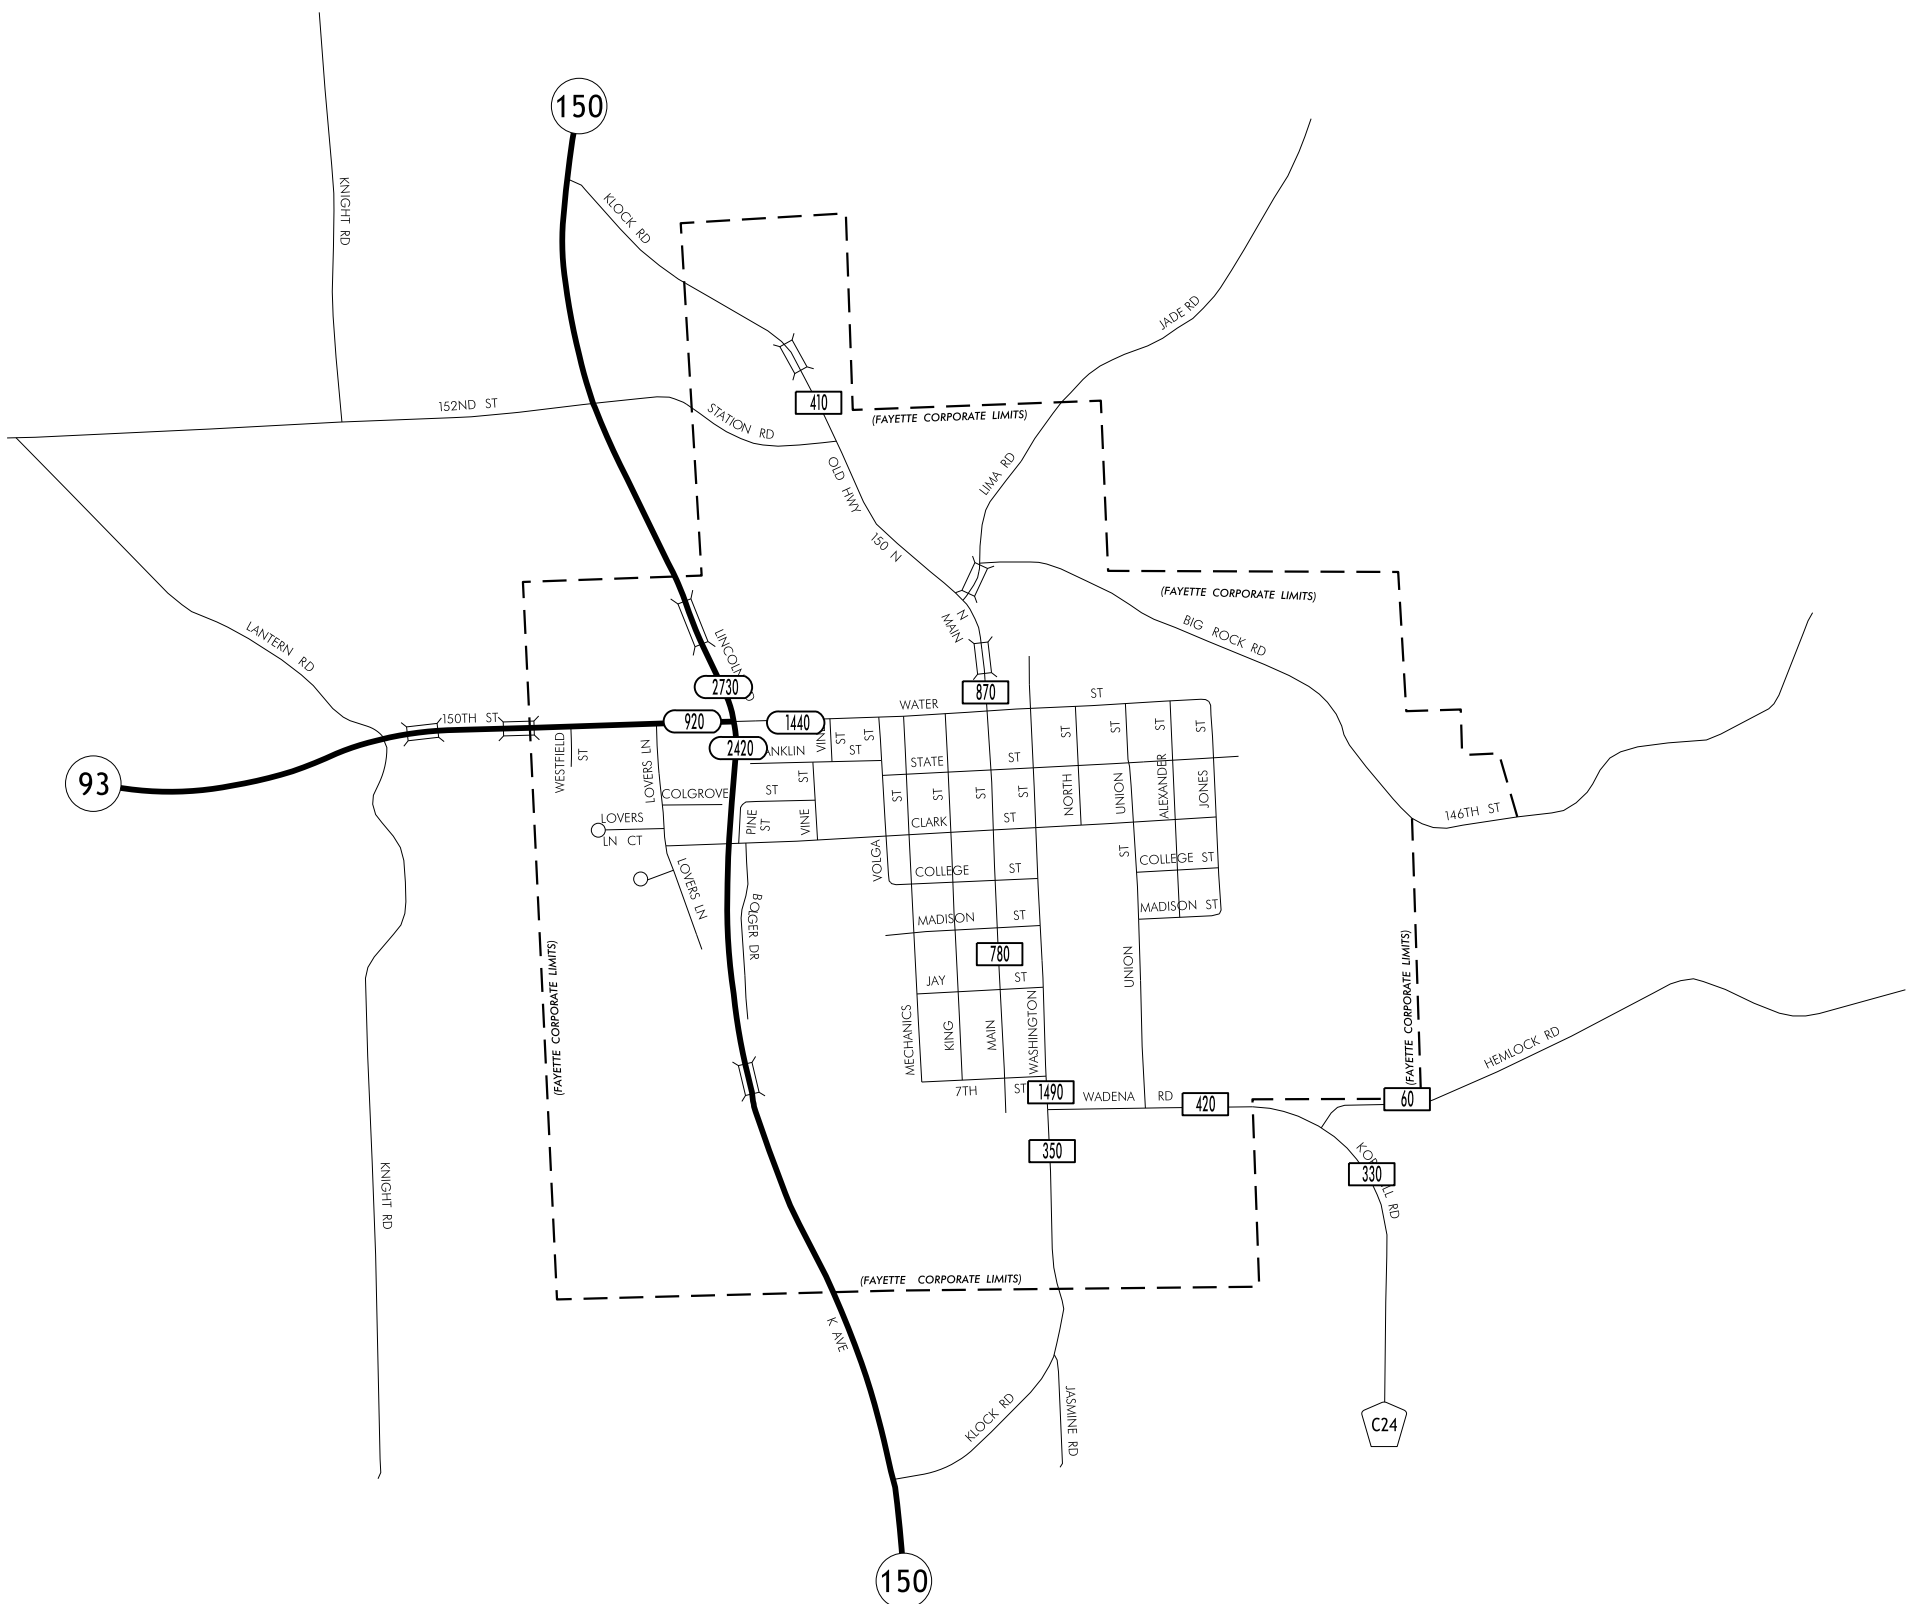 150
KLOCK RD
KNIGHT RD
JADE RD
152ND ST
STATION RD
410
(FAYETTE CORPORATE LIMITS)
OLD HWY
150 N
LIMA RD
(FAYETTE CORPORATE LIMITS)
BIG ROCK RD
N
MAIN
LANTERN RD
2730
870
ST
WATER
150TH ST
920
1440
2420
93
WESTFIELD
ST
LOVERS LN
ST
ST
ST
STATE
ST
ST
ST
ST
ST
COLGROVE
ST
ST
PINE
ST
VINE
ST
ST
ST
ST
NORTH
UNION
ALEXANDER
JONES
LOVERS
LN CT
CLARK
ST
146TH ST
LOVERS LN
VOLGA
COLLEGE
ST
ST
COLLEGE ST
BOLGER DR
MADISON
ST
MADISON ST
780
UNION
(FAYETTE CORPORATE LIMITS)
(FAYETTE CORPORATE LIMITS)
JAY
ST
MECHANICS
KING
MAIN
WASHINGTON
HEMLOCK RD
7TH
ST
1490
WADENA RD
420
60
350
330
RD
KNIGHT RD
(FAYETTE CORPORATE LIMITS)
K AVE
KLOCK RD
JASMINE RD
C24
150